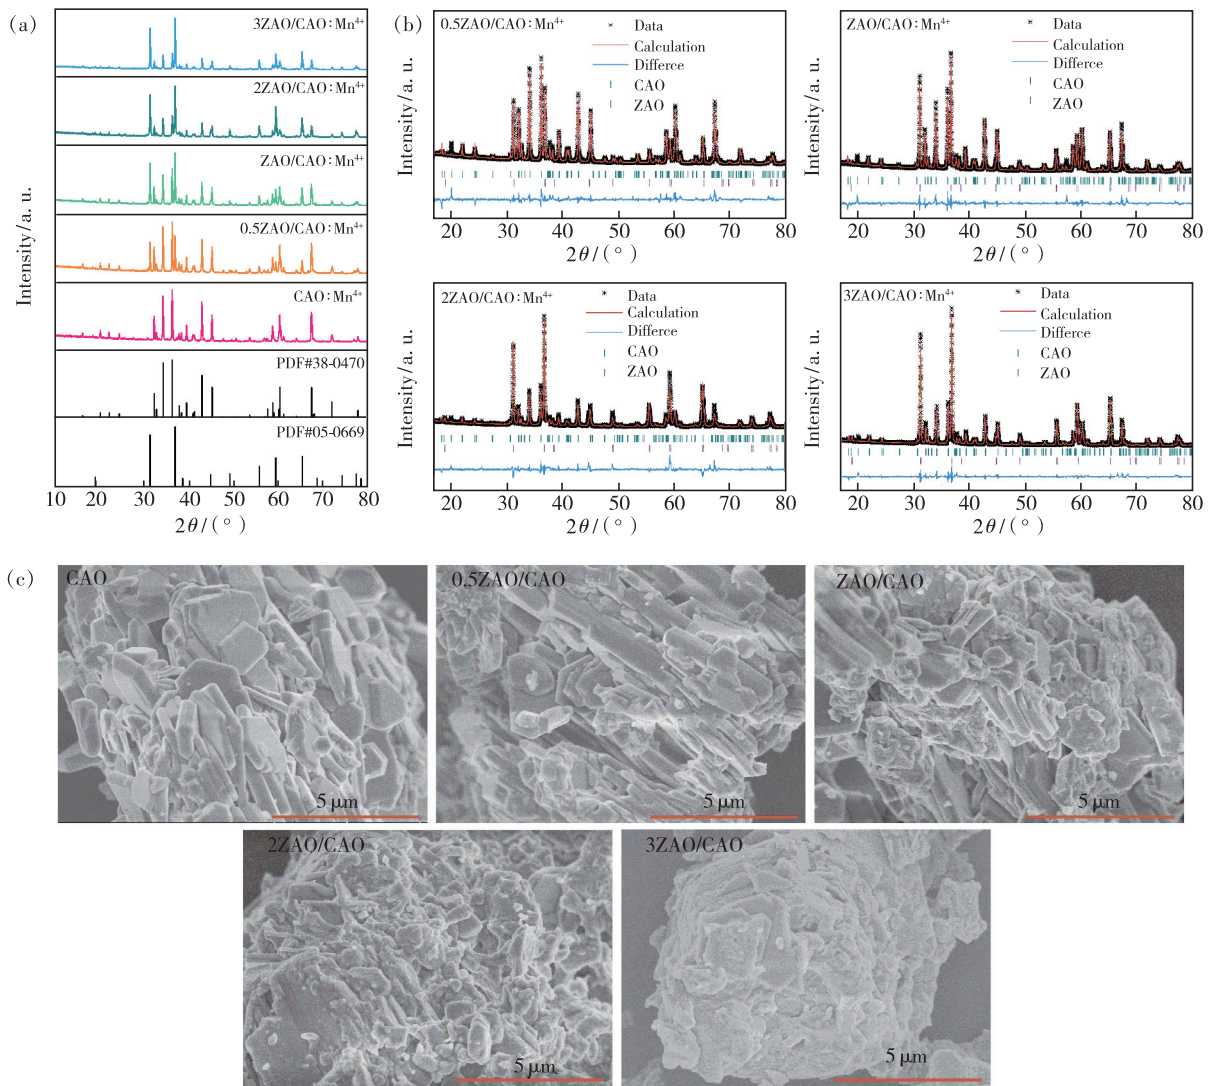 (a)
3ZAO/CAO:Mn⁴⁺
2ZAO/CAO:Mn⁴⁺
ZAO/CAO:Mn⁴⁺
0.5ZAO/CAO:Mn⁴⁺
CAO:Mn⁴⁺
PDF#38-0470
PDF#05-0669
Intensity/a. u.
10 20 30 40 50 60 70 80
2θ/(°)
(b)
0.5ZAO/CAO:Mn⁴⁺
Data
Calculation
Differce
CAO
ZAO
Intensity/a. u.
20 30 40 50 60 70 80
2θ/(°)
ZAO/CAO:Mn⁴⁺
Data
Calculation
Differce
CAO
ZAO
Intensity/a. u.
20 30 40 50 60 70 80
2θ/(°)
2ZAO/CAO:Mn⁴⁺
Data
Calculation
Differce
CAO
ZAO
Intensity/a. u.
20 30 40 50 60 70 80
2θ/(°)
3ZAO/CAO:Mn⁴⁺
Data
Calculation
Differce
CAO
ZAO
Intensity/a. u.
20 30 40 50 60 70 80
2θ/(°)
(c)
CAO
5 μm
0.5ZAO/CAO
5 μm
ZAO/CAO
5 μm
2ZAO/CAO
5 μm
3ZAO/CAO
5 μm